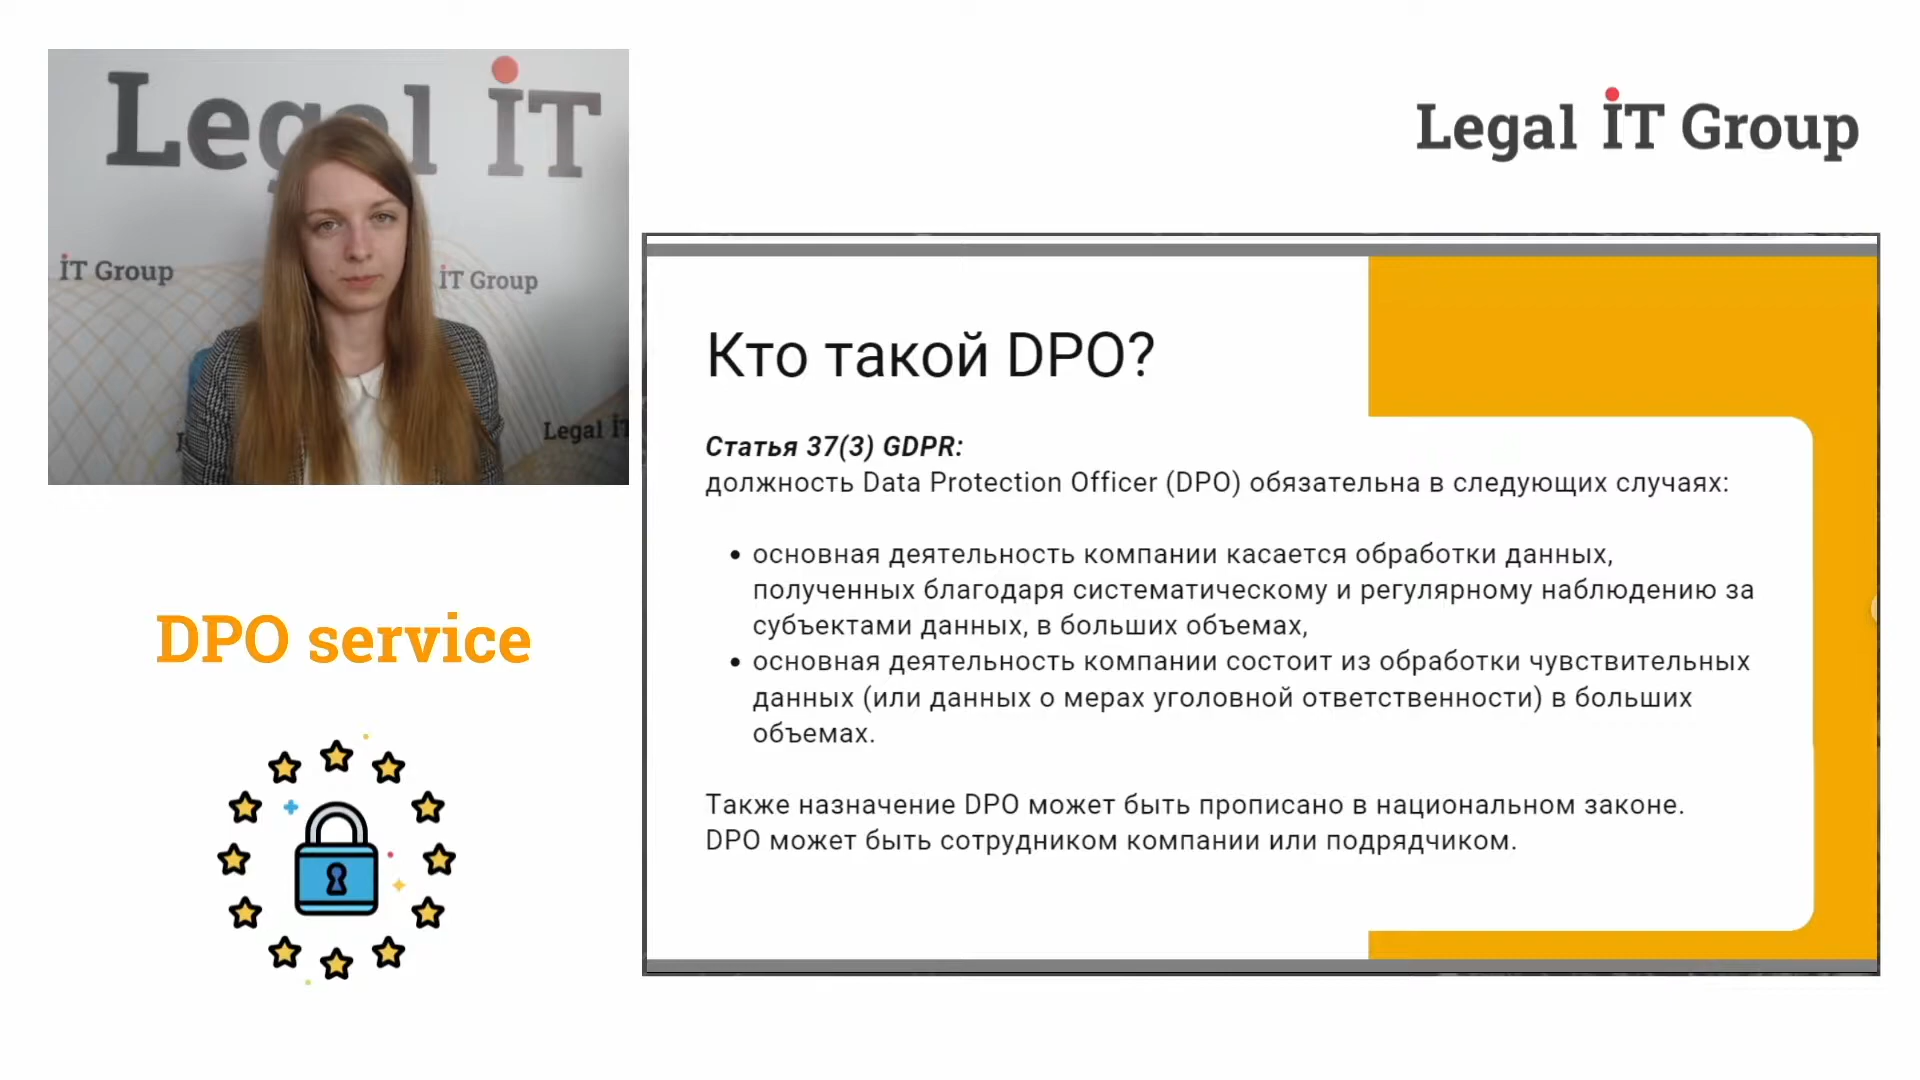 Legal IT
IT Group
IT Group
Legal IT
Legal IT Group
DPO service
Кто такой DPO?
Статья 37(3) GDPR:
должность Data Protection Officer (DPO) обязательна в следующих случаях:
• основная деятельность компании касается обработки данных,
полученных благодаря систематическому и регулярному наблюдению за
субъектами данных, в больших объемах,
• основная деятельность компании состоит из обработки чувствительных
данных (или данных о мерах уголовной ответственности) в больших
объемах.
Также назначение DPO может быть прописано в национальном законе.
DPO может быть сотрудником компании или подрядчиком.